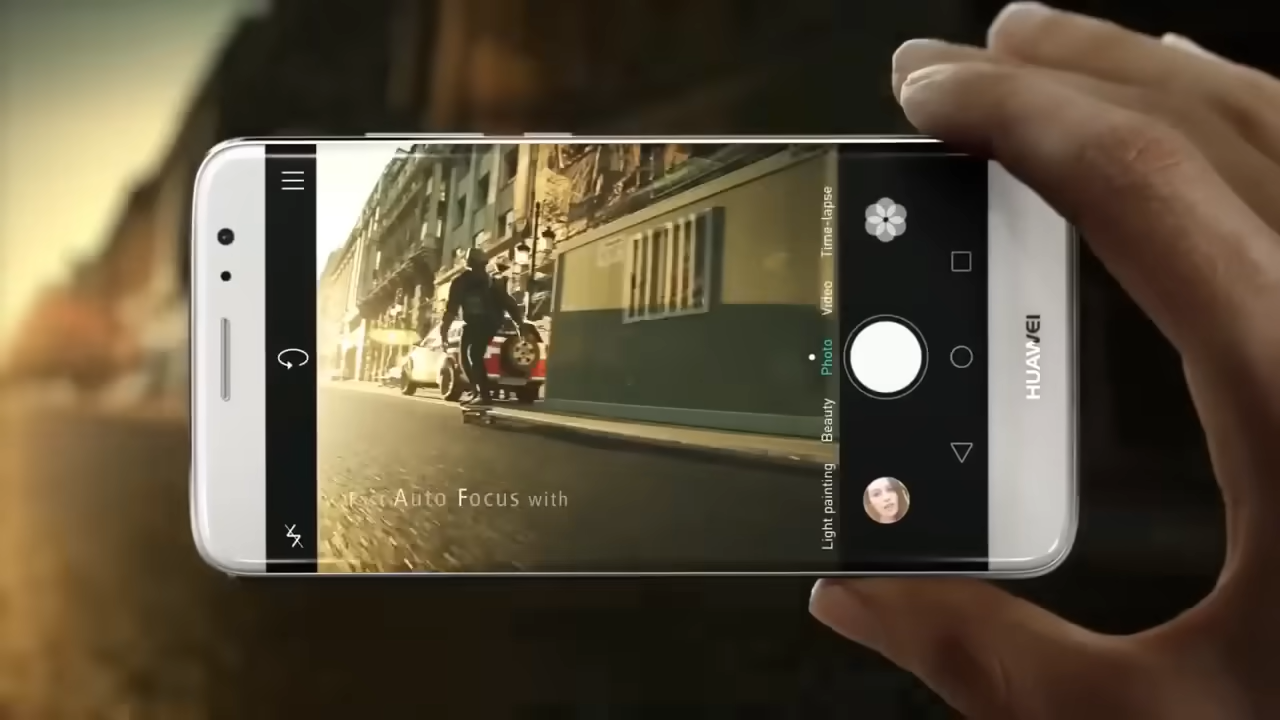 Auto Focus with
Time-lapse
Video
Photo
Beauty
Light painting
HUAWEI